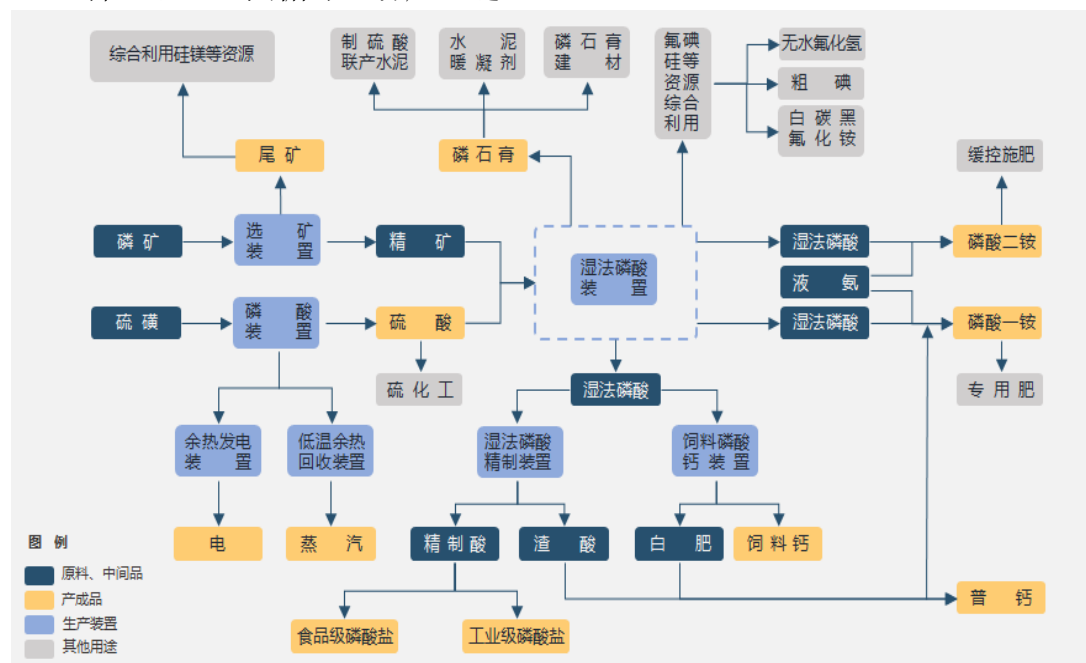 综合利用硅镁等资源
制硫酸
联产水泥
水泥
暖凝剂
磷石膏
建材
氟碘
硅等
资源
综合
利用
无水氟化氢
粗碘
白碳黑
氟化铵
尾矿
磷石膏
缓控施肥
磷矿
选矿
装置
精矿
湿法磷酸
装置
湿法磷酸
磷酸二铵
液氨
硫磺
磷酸
装置
硫酸
湿法磷酸
磷酸一铵
硫化工
湿法磷酸
专用肥
余热发电
装置
低温余热
回收装置
湿法磷酸
精制装置
饲料磷酸
钙装置
电
蒸汽
精制酸
渣酸
白肥
饲料钙
普钙
食品级磷酸盐
工业级磷酸盐
图例
原料、中间品
产成品
生产装置
其他用途